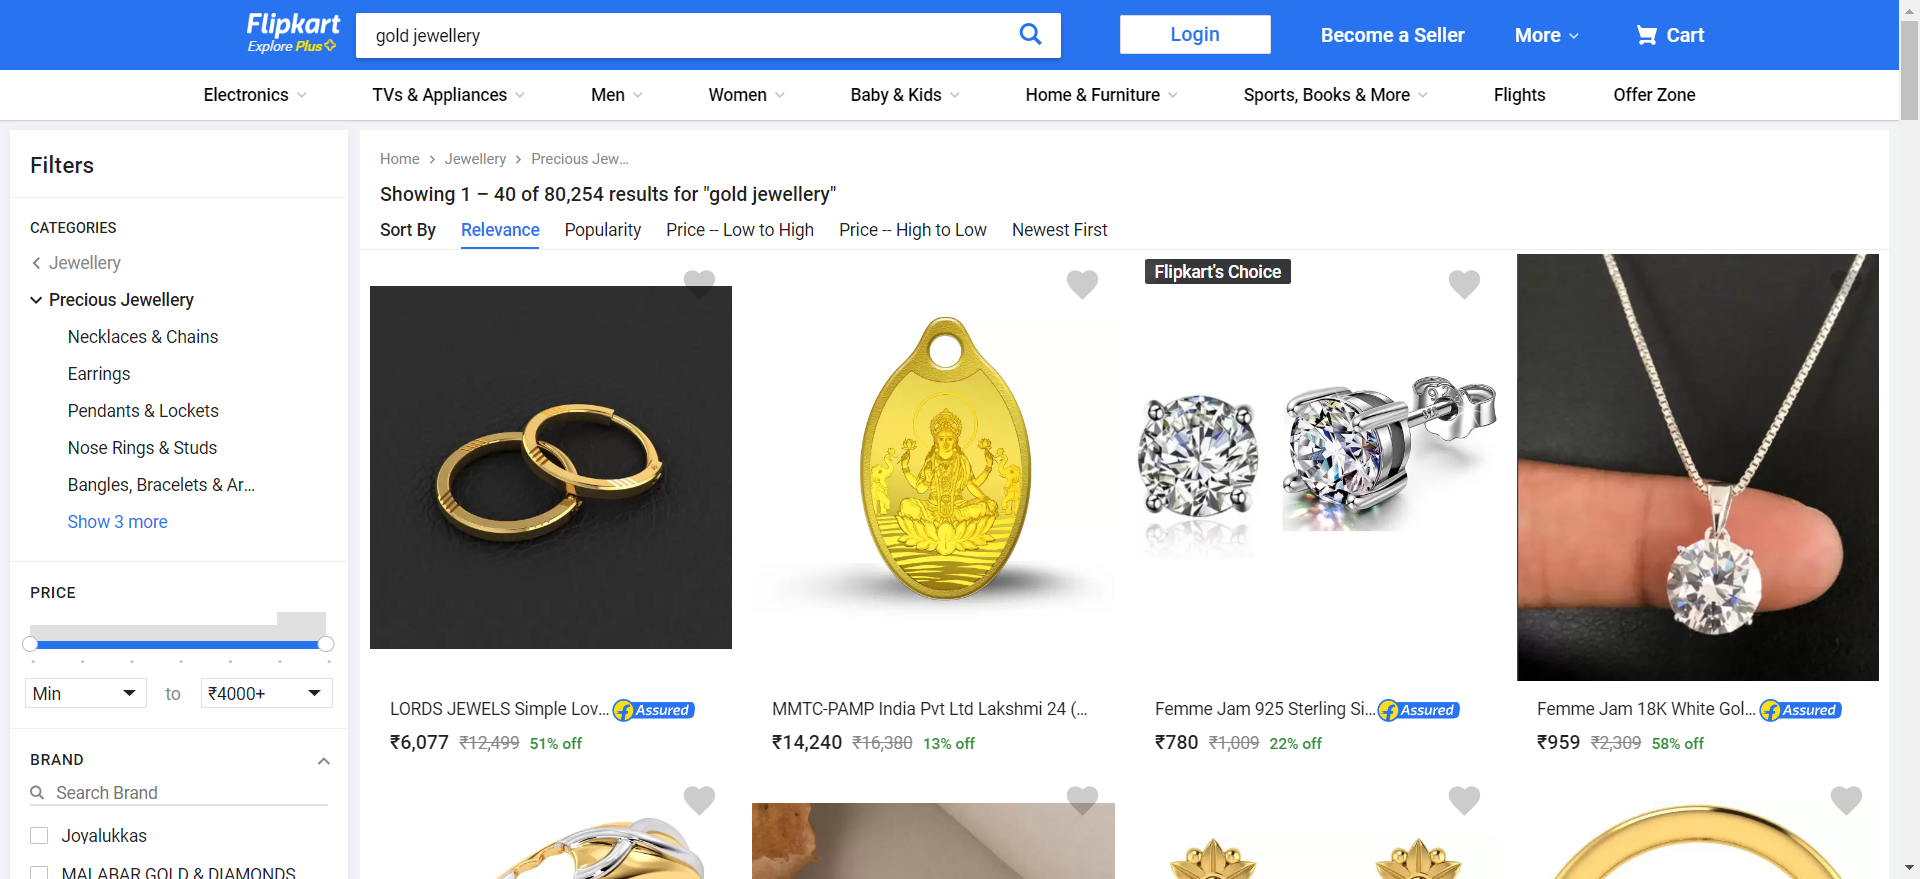 Flipkart
Explore Plus
gold jewellery
Login
Become a Seller
More
Cart
Electronics
TVs & Appliances
Men
Women
Baby & Kids
Home & Furniture
Sports, Books & More
Flights
Offer Zone
Filters
CATEGORIES
Jewellery
Precious Jewellery
Necklaces & Chains
Earrings
Pendants & Lockets
Nose Rings & Studs
Bangles, Bracelets & Ar...
Show 3 more
PRICE
Min
to
₹4000+
BRAND
Search Brand
Joyalukkas
MALABAR GOLD & DIAMONDS
Home
Jewellery
Precious Jew...
Showing 1 – 40 of 80,254 results for "gold jewellery"
Sort By
Relevance
Popularity
Price -- Low to High
Price -- High to Low
Newest First
LORDS JEWELS Simple Lov...
Assured
₹6,077 ₹12,499 51% off
MMTC-PAMP India Pvt Ltd Lakshmi 24 (...
₹14,240 ₹16,380 13% off
Flipkart's Choice
Femme Jam 925 Sterling Si...
Assured
₹780 ₹1,009 22% off
Femme Jam 18K White Gol...
Assured
₹959 ₹2,309 58% off